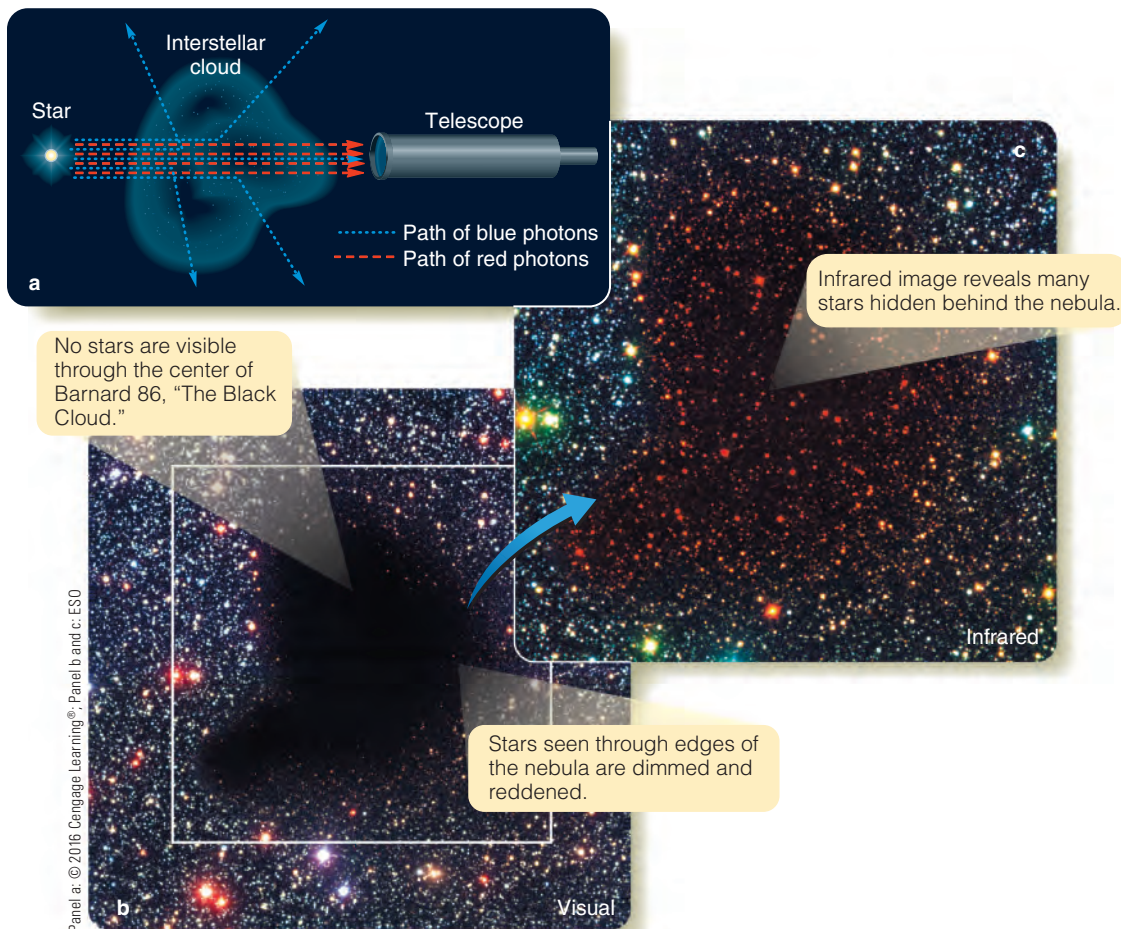 Interstellar
cloud
Star
Telescope
Path of blue photons
Path of red photons
a
c
Infrared image reveals many
stars hidden behind the nebula.
No stars are visible
through the center of
Barnard 86, “The Black
Cloud.”
Infrared
Stars seen through edges of
the nebula are dimmed and
reddened.
b
Visual
Panel a: © 2016 Cengage Learning®; Panel b and c: ESO